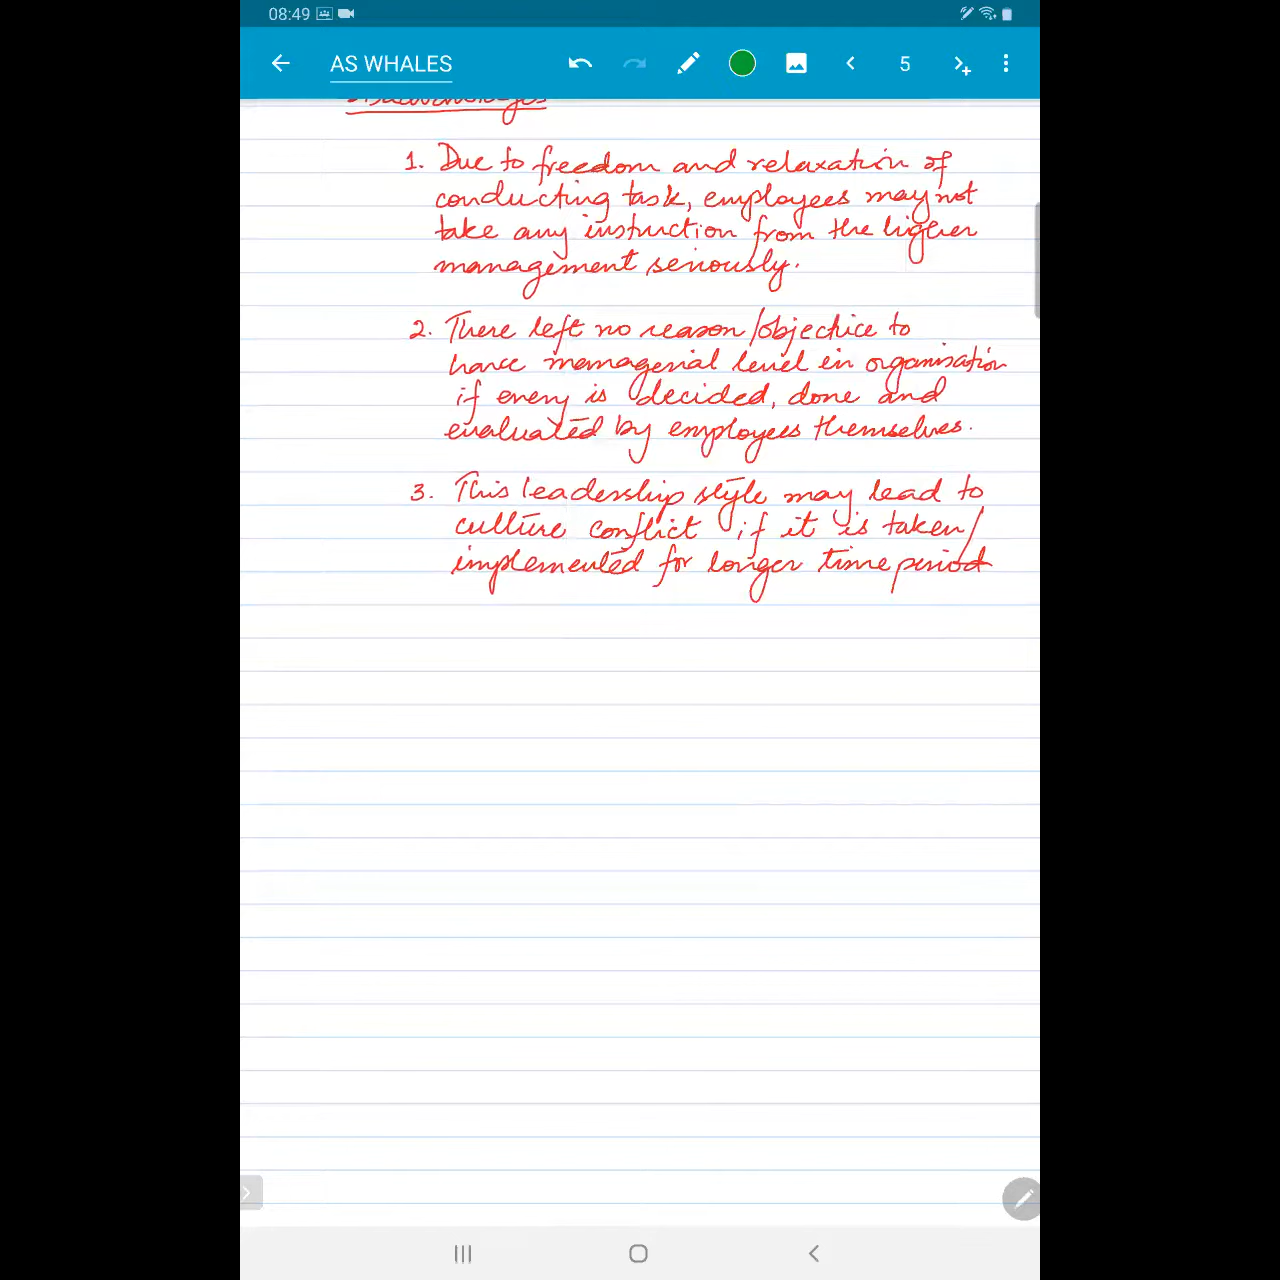 08:49
AS WHALES
5
Disadvantages
1. Due to freedom and relaxation of
conducting task, employees may not
take any instruction from the higher
management seriously.
2. There left no reason/objective to
have managerial level in organisation
if every is decided, done and
evaluated by employees themselves.
3. This leadership style may lead to
culture conflict if it is taken/
implemented for longer time period